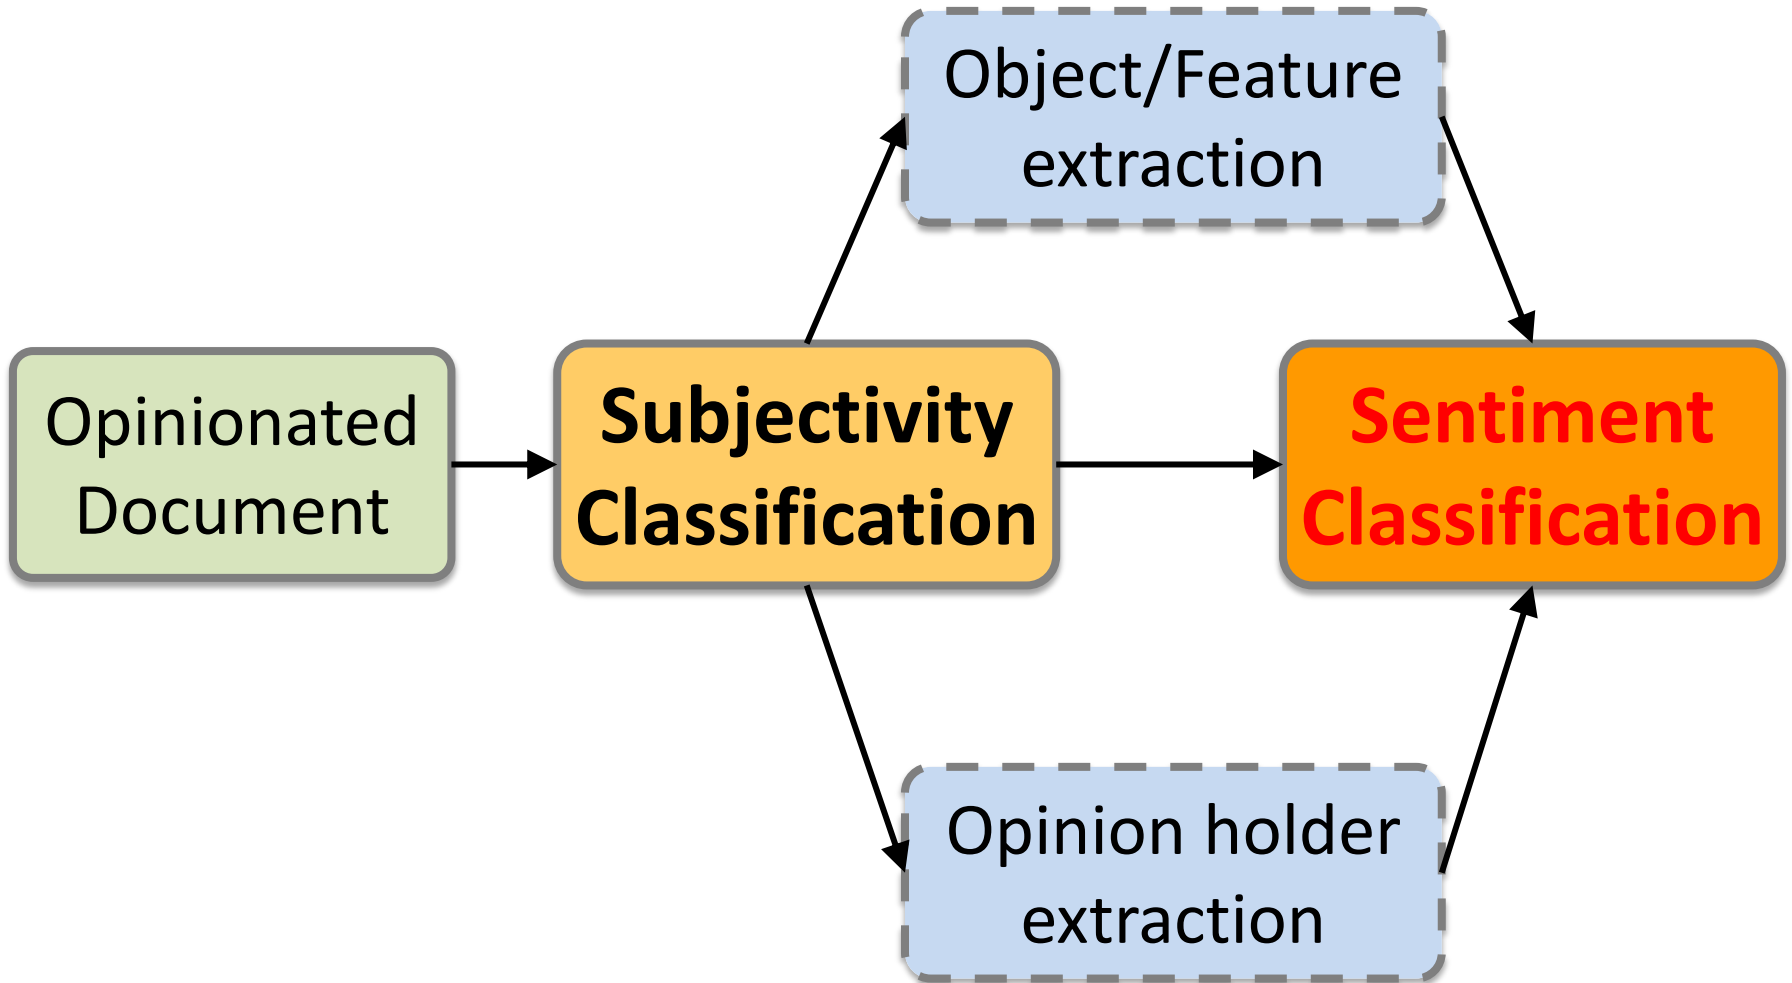 Object/Feature
extraction
Opinionated
Document
Subjectivity
Classification
Sentiment
Classification
Opinion holder
extraction